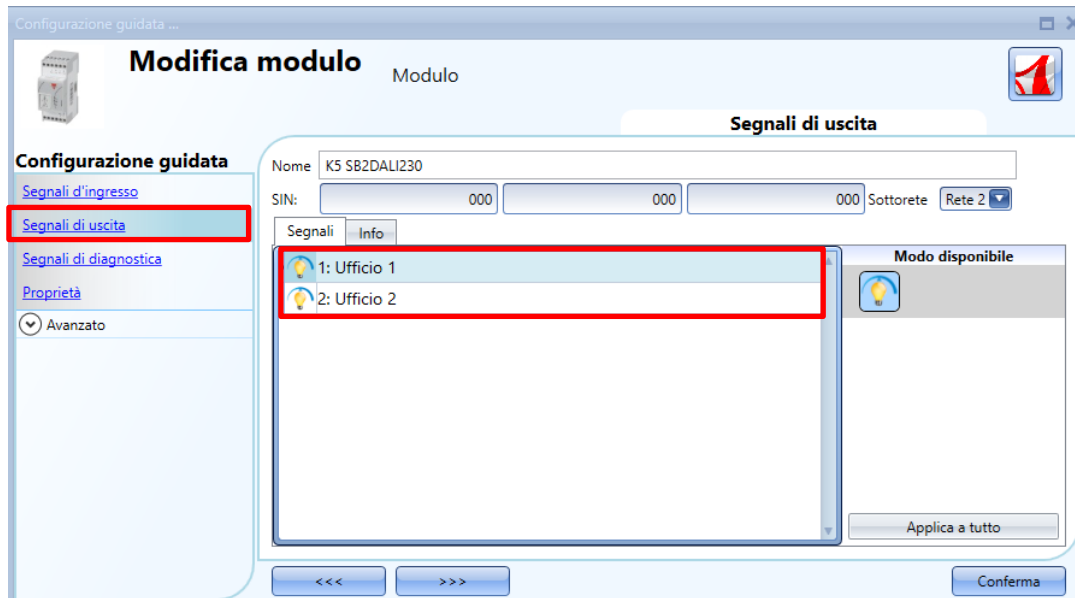 Configurazione guidata ...
Modifica modulo
Modulo
Segnali di uscita
Configurazione guidata
Segnali d'ingresso
Segnali di uscita
Segnali di diagnostica
Proprietà
Avanzato
Nome K5 SB2DALI230
SIN: 000 000 000 Sottorete Rete 2
Segnali Info
1: Ufficio 1
2: Ufficio 2
Modo disponibile
Applica a tutto
<<< >>> Conferma